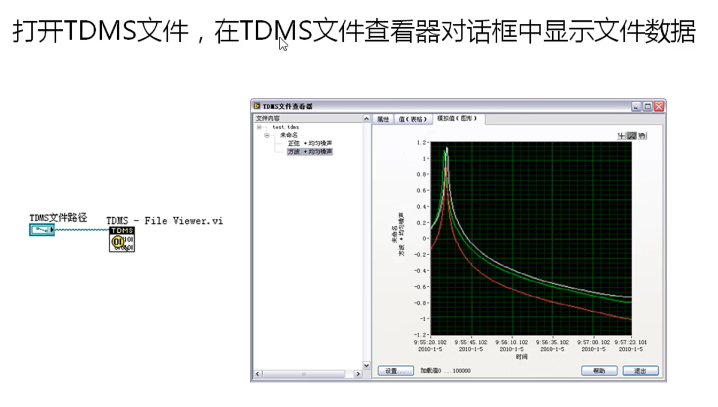 打开TDMS文件，在TDMS文件查看器对话框中显示文件数据
TDMS文件路径
TDMS - File Viewer.vi
TDMS
TDMS文件查看器
文件内容
test.tdms
未命名
正弦 + 均匀噪声
方波 + 均匀噪声
属性
值(表格)
模拟值(图形)
未命名
方波 + 均匀噪声
1.2
1
0.8
0.6
0.4
0.2
0
-0.2
-0.4
-0.6
-0.8
-1
-1.2
9:55:20.102 9:55:45.102 9:56:10.102 9:56:35.102 9:57:00.102 9:57:23.101
2010-1-5 2010-1-5 2010-1-5 2010-1-5 2010-1-5 2010-1-5
时间
设置...
加载值0 ...100000
帮助
退出